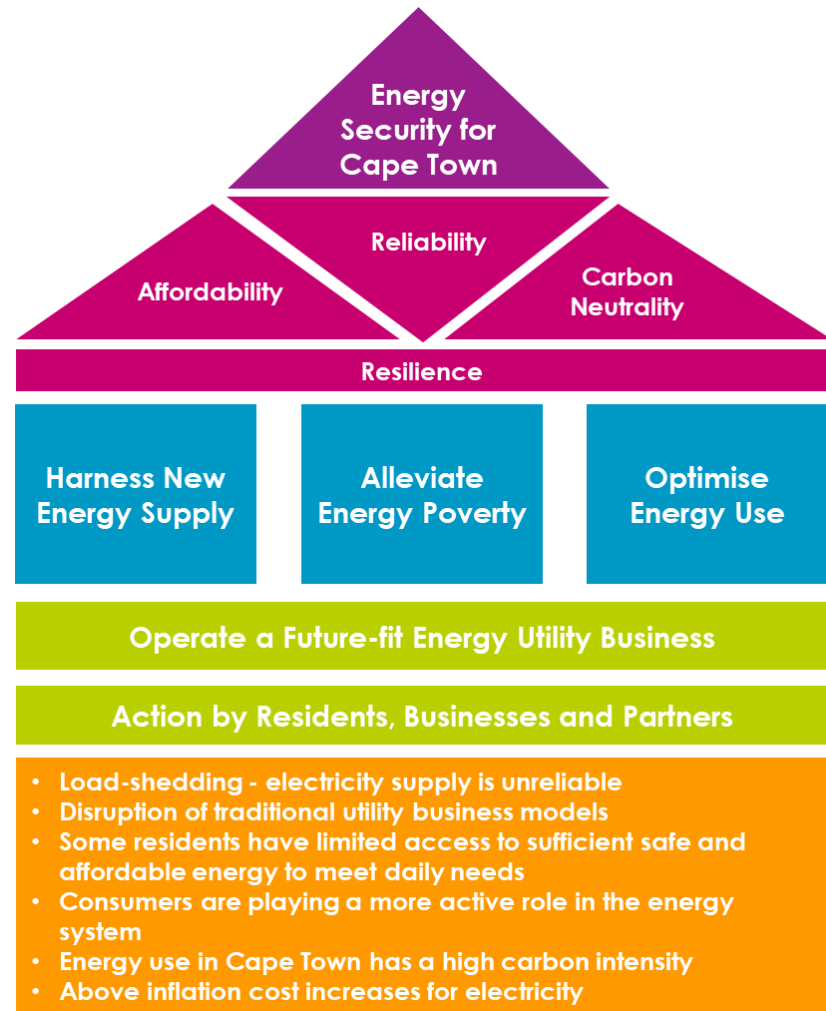 Energy
Security for
Cape Town
Reliability
Affordability
Carbon
Neutrality
Resilience
Harness New
Energy Supply
Alleviate
Energy Poverty
Optimise
Energy Use
Operate a Future-fit Energy Utility Business
Action by Residents, Businesses and Partners
• Load-shedding - electricity supply is unreliable
• Disruption of traditional utility business models
• Some residents have limited access to sufficient safe and
affordable energy to meet daily needs
• Consumers are playing a more active role in the energy
system
• Energy use in Cape Town has a high carbon intensity
• Above inflation cost increases for electricity